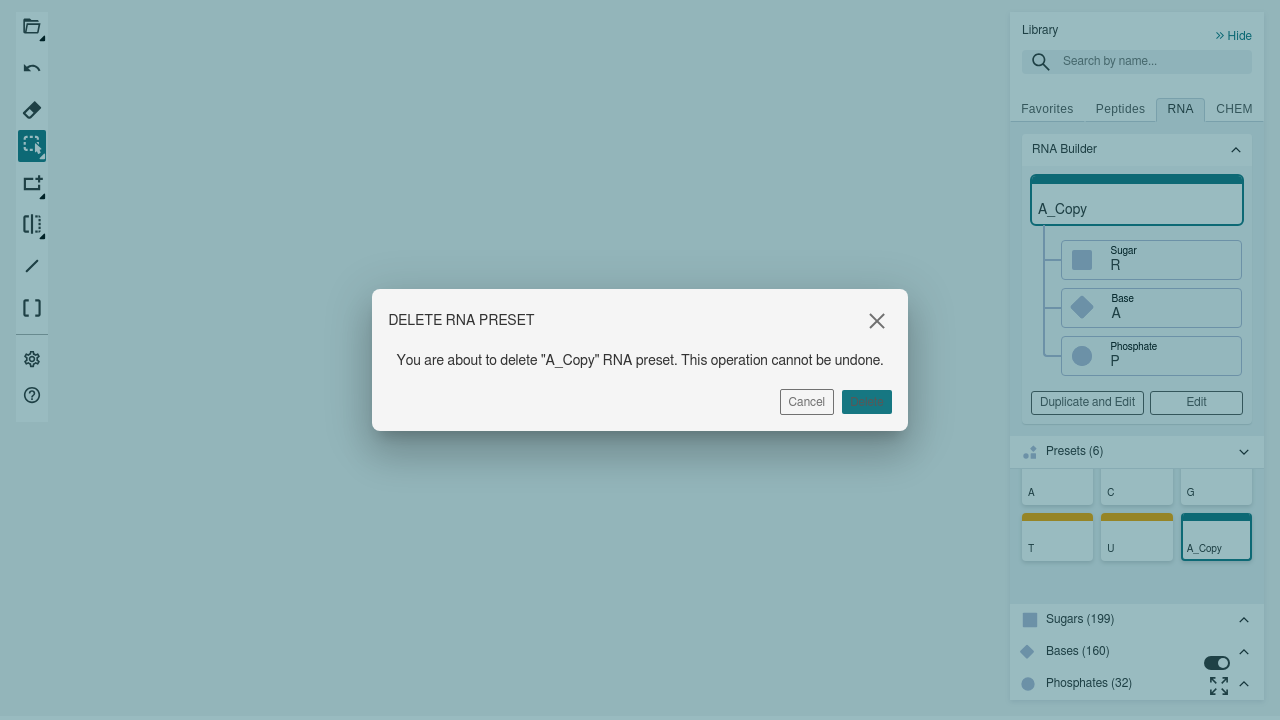 Library
Hide
Search by name...
Favorites
Peptides
RNA
CHEM
RNA Builder
A_Copy
Sugar
R
Base
A
Phosphate
P
Duplicate and Edit
Edit
DELETE RNA PRESET
You are about to delete "A_Copy" RNA preset. This operation cannot be undone.
Cancel
Presets (6)
A
C
G
T
U
A_Copy
Sugars (199)
Bases (160)
Phosphates (32)